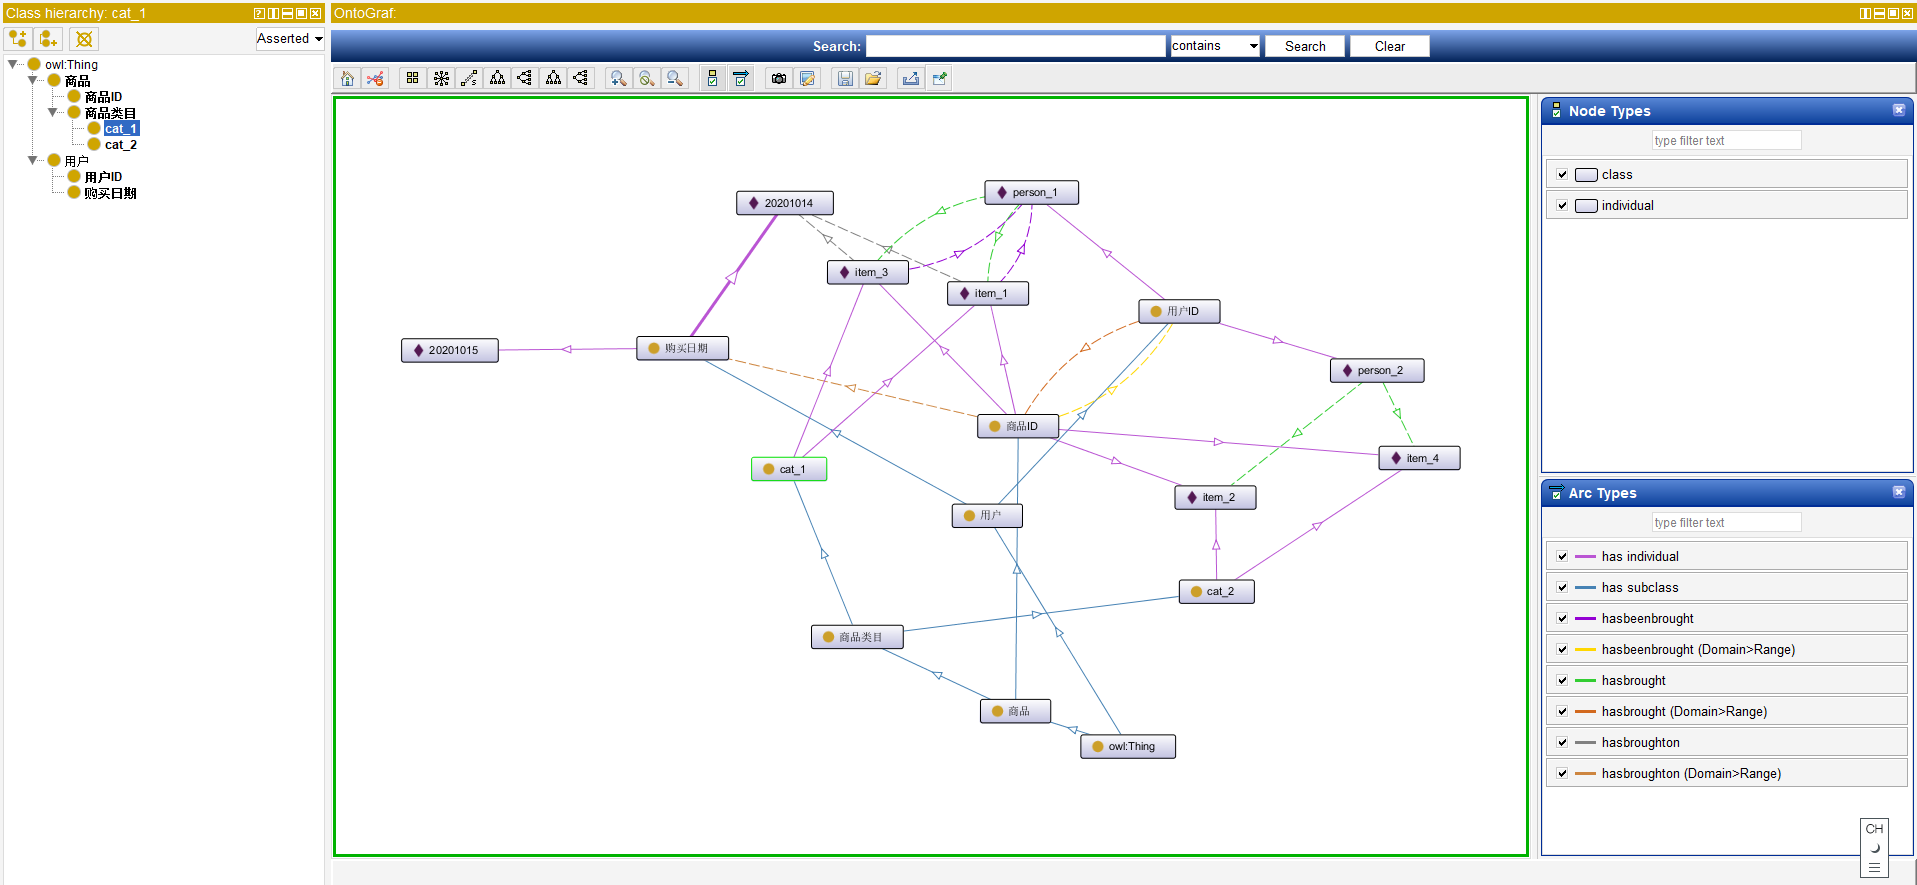 Class hierarchy: cat_1
Asserted
owl:Thing
商品
商品ID
商品类目
cat_1
cat_2
用户
用户ID
购买日期
OntoGraf:
Search:
contains
Search
Clear
person_1
20201014
item_3
item_1
用户ID
20201015
购买日期
person_2
商品ID
item_4
cat_1
item_2
用户
cat_2
商品类目
商品
owl:Thing
Node Types
type filter text
class
individual
Arc Types
type filter text
has individual
has subclass
hasbeenbrought
hasbeenbrought (Domain>Range)
hasbrought
hasbrought (Domain>Range)
hasbroughton
hasbroughton (Domain>Range)
CH